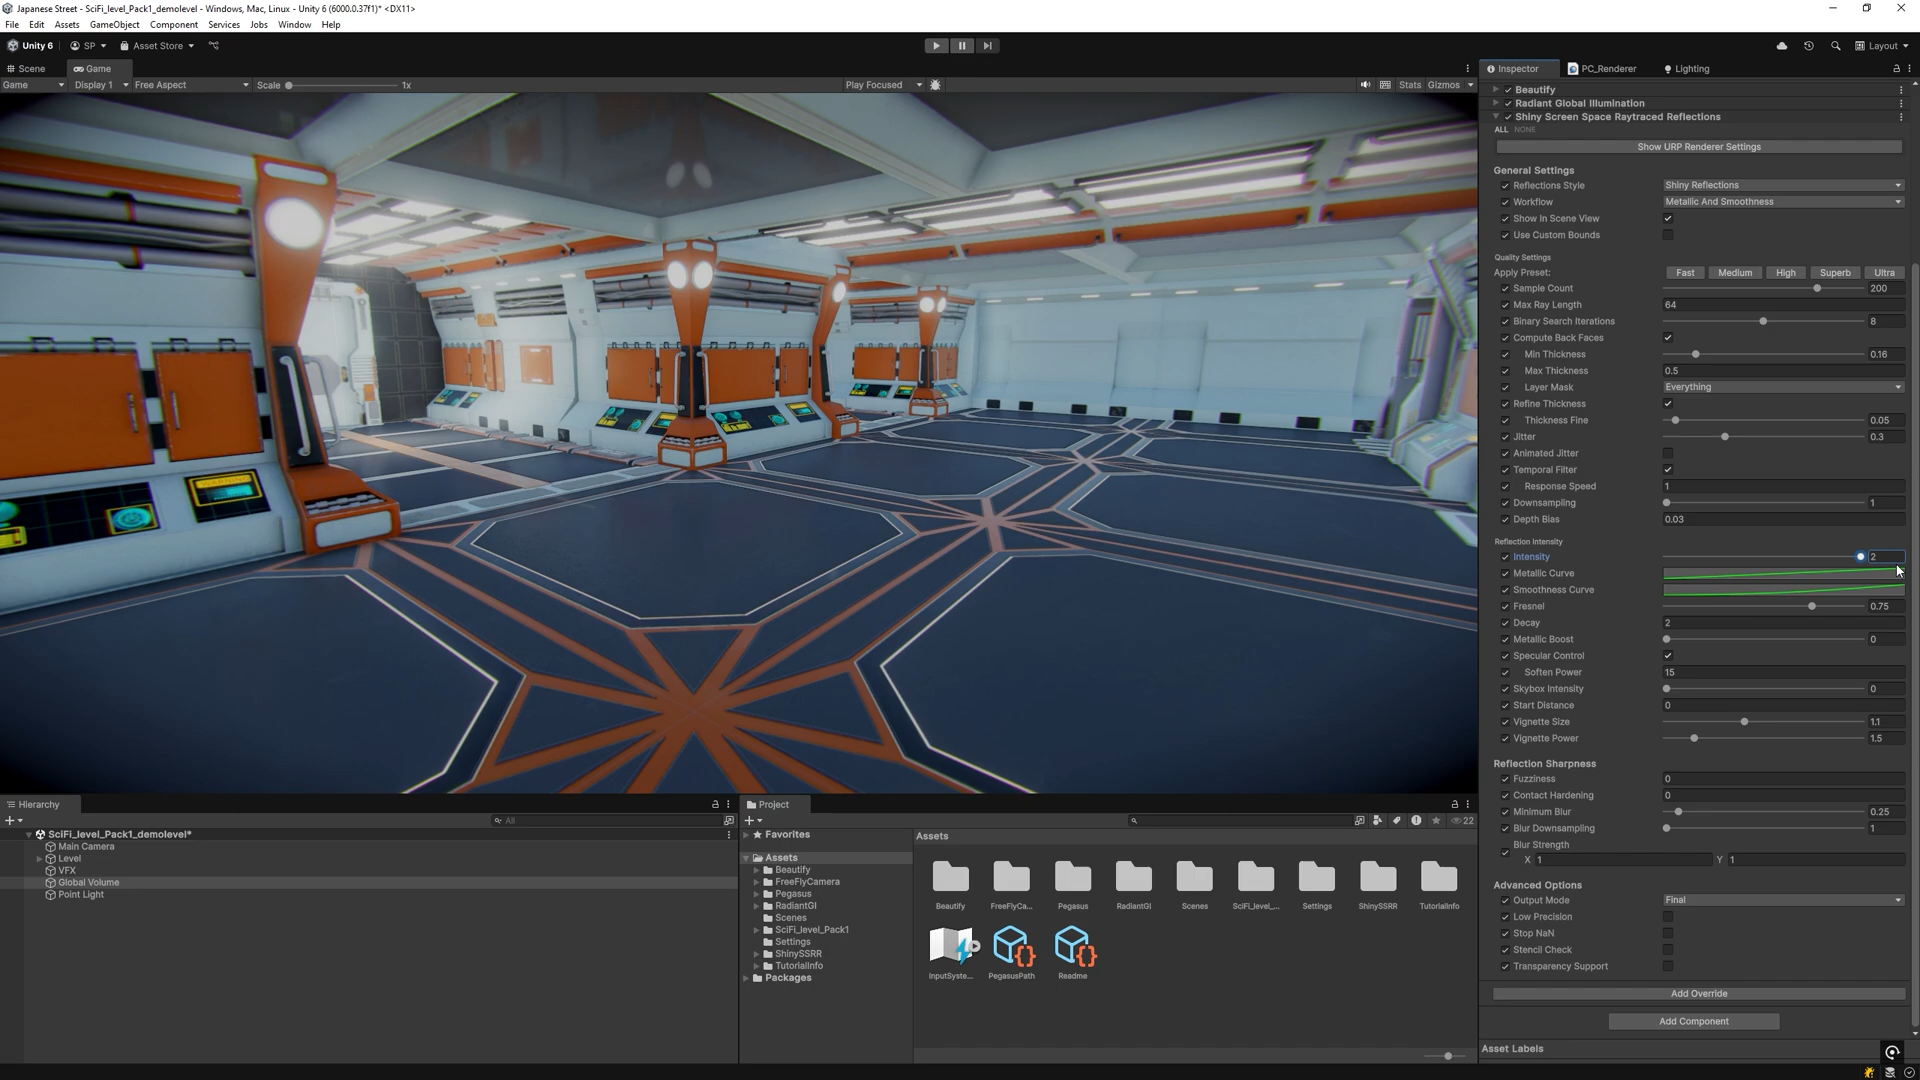 Japanese Street - SciFi_level_Pack1_demolevel - Windows, Mac, Linux - Unity 6 (6000.0.37f1)* <DX11>
File Edit Assets GameObject Component Services Jobs Window Help
Unity 6 SP Asset Store Layout
Scene Game
Game Display 1 Free Aspect Scale 1x Play Focused Stats Gizmos
WARNING
Inspector PC_Renderer Lighting
Beautify
Radiant Global Illumination
Shiny Screen Space Raytraced Reflections
ALL NONE
Show URP Renderer Settings
General Settings
Reflections Style Shiny Reflections
Workflow Metallic And Smoothness
Show In Scene View
Use Custom Bounds
Quality Settings
Apply Preset: Fast Medium High Superb Ultra
Sample Count 200
Max Ray Length 64
Binary Search Iterations 8
Compute Back Faces
Min Thickness 0.16
Max Thickness 0.5
Layer Mask Everything
Refine Thickness
Thickness Fine 0.05
Jitter 0.3
Animated Jitter
Temporal Filter
Response Speed 1
Downsampling 1
Depth Bias 0.03
Reflection Intensity
Intensity 2
Metallic Curve
Smoothness Curve
Fresnel 0.75
Decay 2
Metallic Boost 0
Specular Control
Soften Power 15
Skybox Intensity 0
Start Distance 0
Vignette Size 1.1
Vignette Power 1.5
Reflection Sharpness
Fuzziness 0
Contact Hardening 0
Minimum Blur 0.25
Blur Downsampling 1
Blur Strength
X 1 Y 1
Advanced Options
Output Mode Final
Low Precision
Stop NaN
Stencil Check
Transparency Support
Add Override
Add Component
Asset Labels
Hierarchy
All
SciFi_level_Pack1_demolevel*
Main Camera
Level
VFX
Global Volume
Point Light
Project
22
Favorites
Assets
Beautify
FreeFlyCamera
Pegasus
RadiantGI
Scenes
SciFi_level_Pack1
Settings
ShinySSRR
TutorialInfo
Packages
Assets
Beautify FreeFlyCa... Pegasus RadiantGI Scenes SciFi_level_... Settings ShinySSRR TutorialInfo
InputSyste... PegasusPath Readme